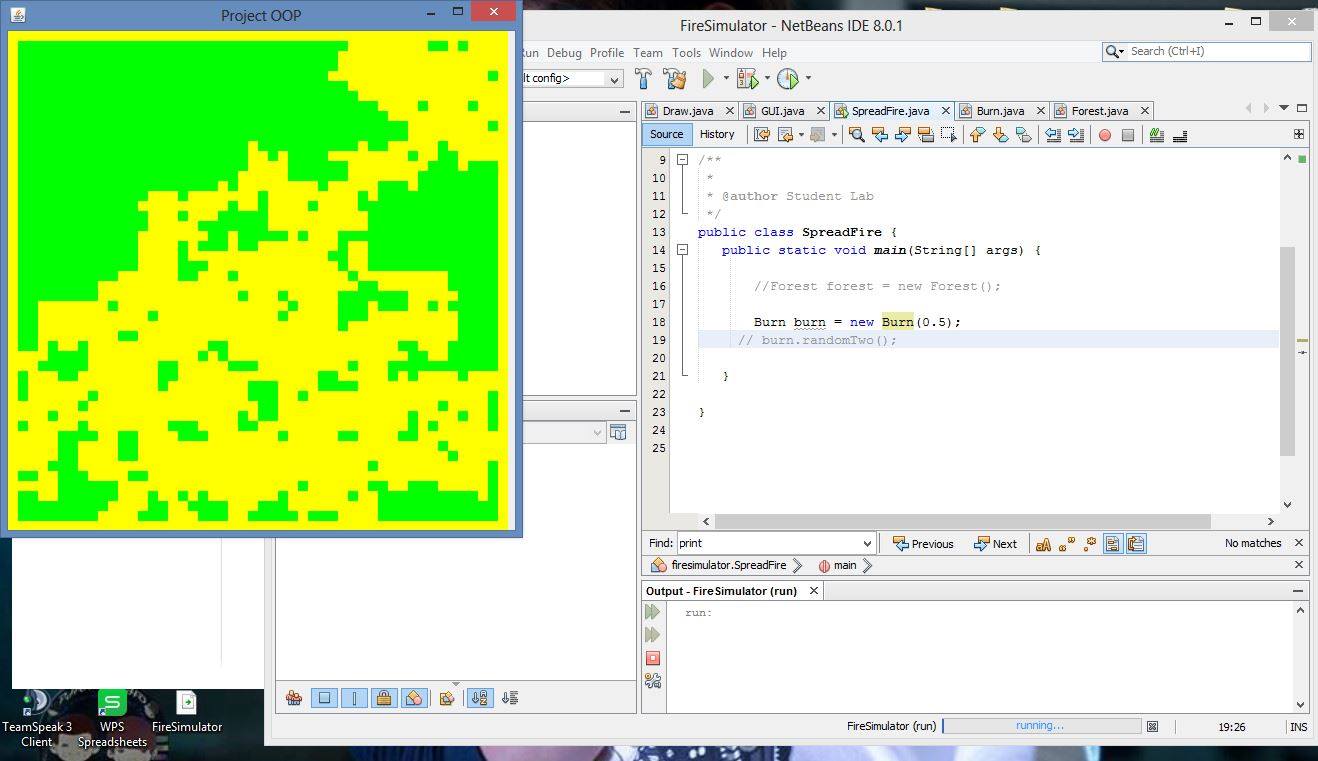 Project OOP
FireSimulator - NetBeans IDE 8.0.1
Run Debug Profile Team Tools Window Help
Search (Ctrl+I)
lt config>
Draw.java GUI.java SpreadFire.java Burn.java Forest.java
Source History
9 /**
10 *
11 * @author Student Lab
12 */
13 public class SpreadFire {
14 public static void main(String[] args) {
15
16 //Forest forest = new Forest();
17
18 Burn burn = new Burn(0.5);
19 // burn.randomTwo();
20
21 }
22
23 }
24
25
Find: print Previous Next aA No matches
firesimulator.SpreadFire main
Output - FireSimulator (run)
run:
TeamSpeak 3
Client
WPS
Spreadsheets
FireSimulator
FireSimulator (run) running... 19:26 INS